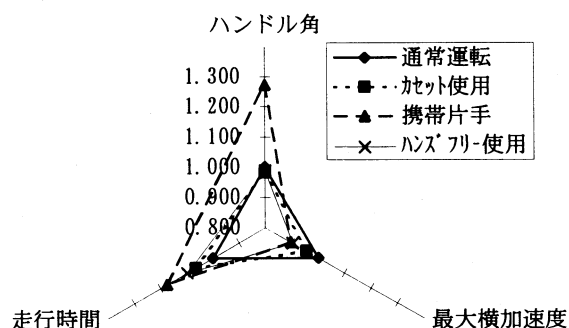 ハンドル角
1.300
1.200
1.100
1.000
0.900
0.800
通常運転
カセット使用
携帯片手
ハンズフリー使用
走行時間
最大横加速度